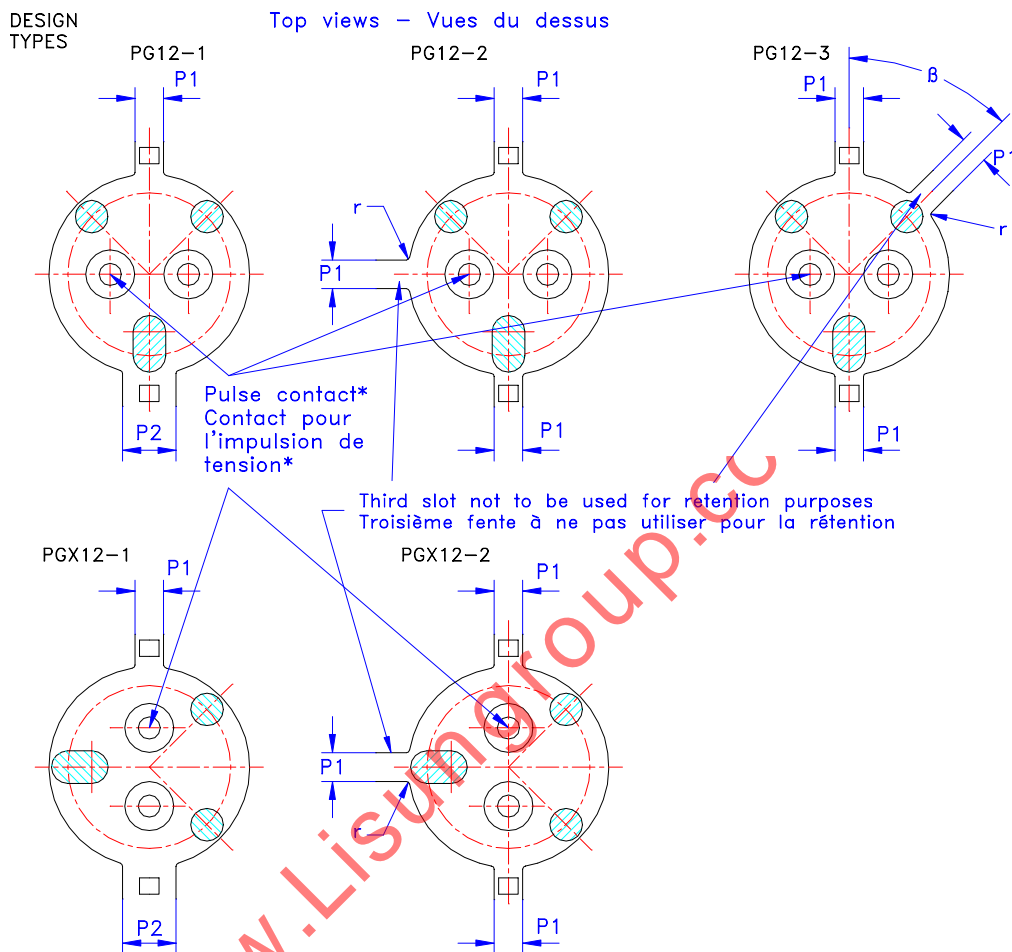 DESIGN
TYPES
Top views – Vues du dessus
PG12-1
PG12-2
PG12-3
P1
P1
P1
β
P1
r
r
P1
Pulse contact*
Contact pour
l'impulsion de
tension*
P2
P1
P1
Third slot not to be used for retention purposes
Troisième fente à ne pas utiliser pour la rétention
PGX12-1
PGX12-2
P1
P1
P1
r
P2
P1
w.Lisungroup.cc